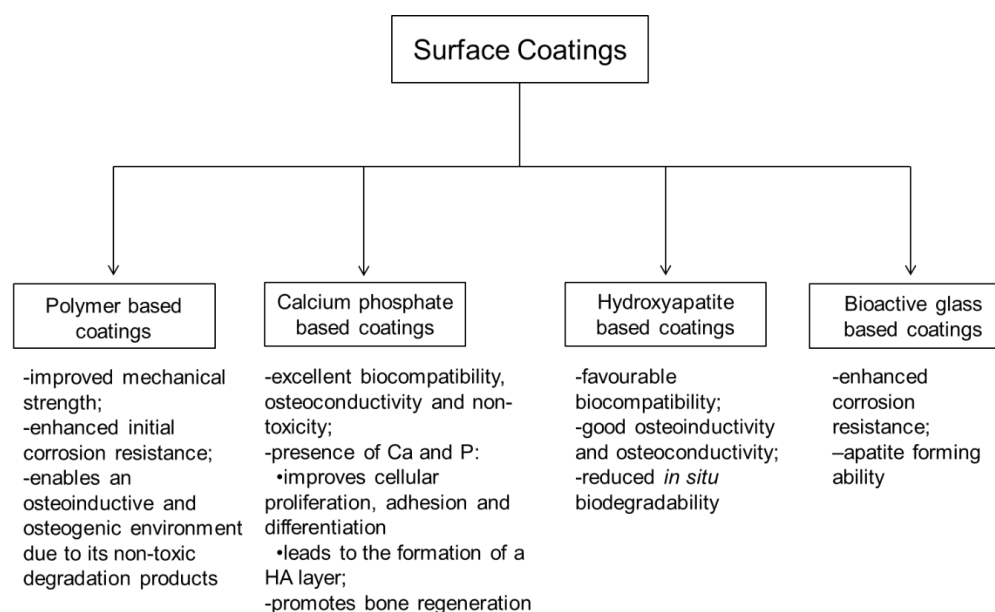 Surface Coatings
Polymer based
coatings
-improved mechanical
strength;
-enhanced initial
corrosion resistance;
-enables an
osteoinductive and
osteogenic environment
due to its non-toxic
degradation products
Calcium phosphate
based coatings
-excellent biocompatibility,
osteoconductivity and non-
toxicity;
-presence of Ca and P:
•improves cellular
proliferation, adhesion and
differentiation
•leads to the formation of a
HA layer;
-promotes bone regeneration
Hydroxyapatite
based coatings
-favourable
biocompatibility;
-good osteoinductivity
and osteoconductivity;
-reduced in situ
biodegradability
Bioactive glass
based coatings
-enhanced
corrosion
resistance;
–apatite forming
ability